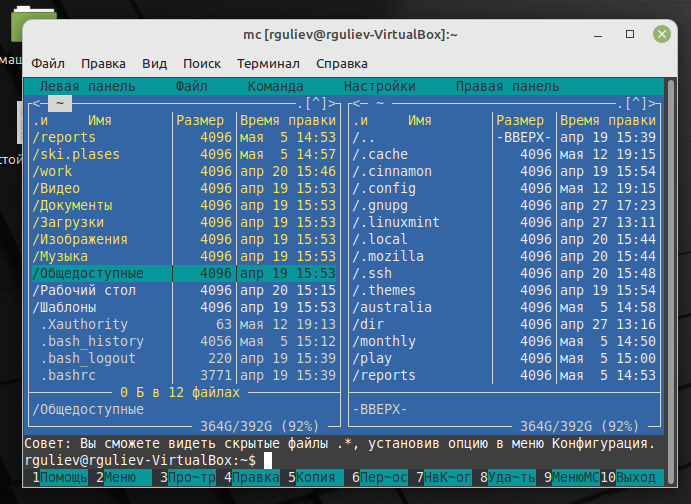 mc [rguliev@rguliev-VirtualBox]:~
Файл Правка Вид Поиск Терминал Справка
Левая панель Файл Команда Настройки Правая панель
<─ ~ .[^]> <─ ~ .[^]>
.и Имя Размер Время правки .и Имя Размер Время правки
/reports 4096 мая 5 14:53 /.. -ВВЕРХ- апр 19 15:39
/ski.plases 4096 мая 5 14:57 /.cache 4096 мая 12 19:15
/work 4096 апр 20 15:46 /.cinnamon 4096 апр 19 15:54
/Видео 4096 апр 19 15:53 /.config 4096 мая 12 19:15
/Документы 4096 апр 19 15:53 /.gnupg 4096 апр 27 17:23
/Загрузки 4096 апр 19 15:53 /.linuxmint 4096 апр 27 13:11
/Изображения 4096 апр 19 15:53 /.local 4096 апр 20 15:44
/Музыка 4096 апр 19 15:53 /.mozilla 4096 апр 20 15:44
/Общедоступные 4096 апр 19 15:53 /.ssh 4096 апр 20 15:48
/Рабочий стол 4096 апр 20 15:15 /.themes 4096 апр 19 15:54
/Шаблоны 4096 апр 19 15:53 /australia 4096 мая 5 14:58
.Xauthority 63 мая 12 19:13 /dir 4096 апр 27 13:16
.bash_history 4056 мая 5 15:12 /monthly 4096 мая 5 14:50
.bash_logout 220 апр 19 15:39 /play 4096 мая 5 15:00
.bashrc 3771 апр 19 15:39 /reports 4096 мая 5 14:53
0 Б в 12 файлах
/Общедоступные -ВВЕРХ-
364G/392G (92%) 364G/392G (92%)
Совет: Вы сможете видеть скрытые файлы .*, установив опцию в меню Конфигурация.
rguliev@rguliev-VirtualBox:~$
1Помощь 2Меню 3Про~тр 4Правка 5Копия 6Пер~ос 7НвК~ог 8Уда~ть 9МенюMC 10Выход